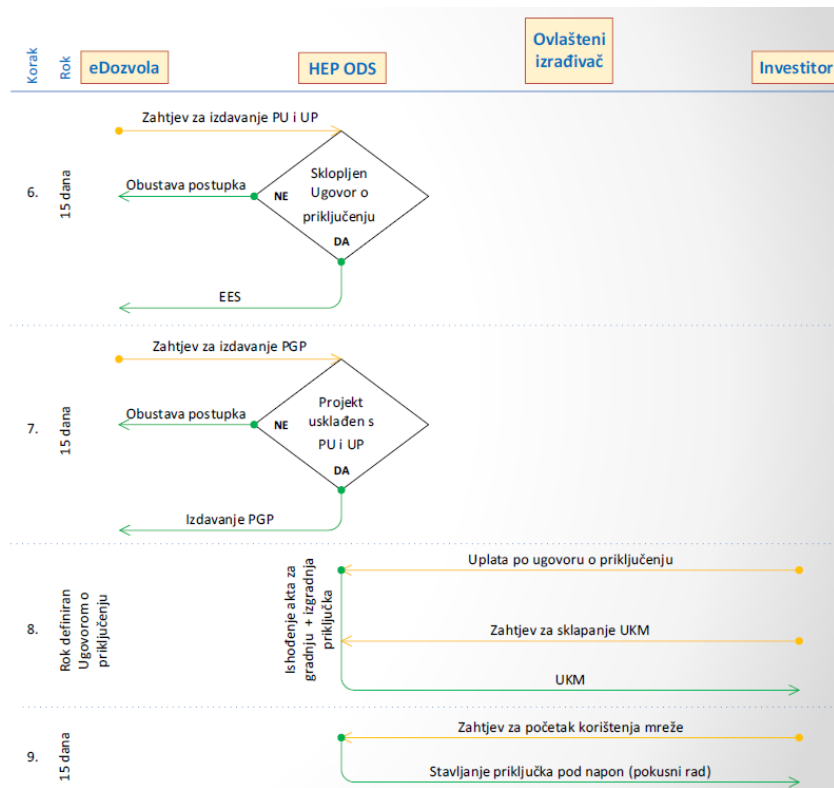 Korak
Rok
eDozvola
HEP ODS
Ovlašteni
izrađivač
Investitor
6.
15 dana
Zahtjev za izdavanje PU i UP
Obustava postupka
NE
Sklopljen
Ugovor o
priključenju
DA
EES
7.
15 dana
Zahtjev za izdavanje PGP
Obustava postupka
NE
Projekt
usklađen s
PU i UP
DA
Izdavanje PGP
8.
Rok definiran
Ugovorom o
priključenju
Ishođenje akta za
gradnju + izgradnja
priključka
Uplata po ugovoru o priključenju
Zahtjev za sklapanje UKM
UKM
9.
15 dana
Zahtjev za početak korištenja mreže
Stavljanje priključka pod napon (pokusni rad)